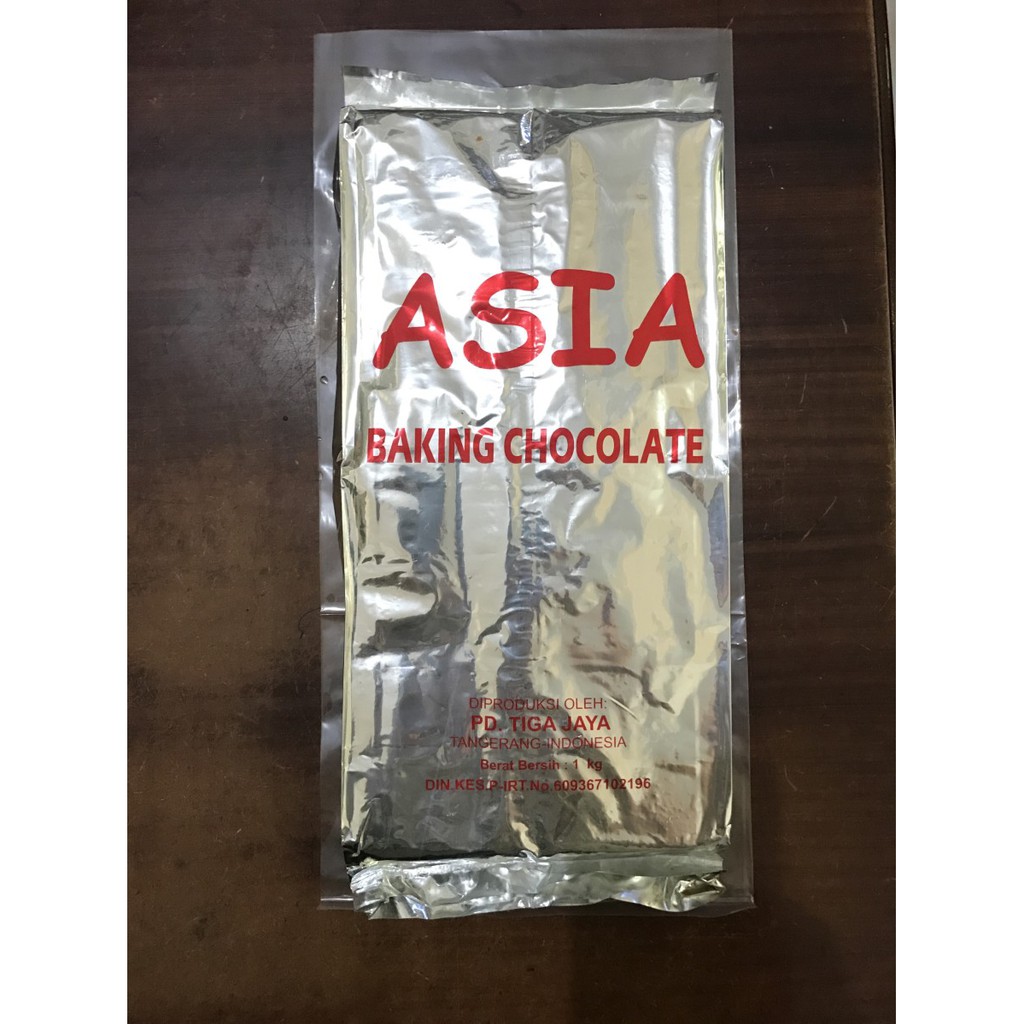 ASIA
BAKING CHOCOLATE
DIPRODUKSI OLEH:
PD. TIGA JAYA
TANGERANG-INDONESIA
Berat Bersih : 1 kg
DIN.KES.P-IRT.No.609367102196